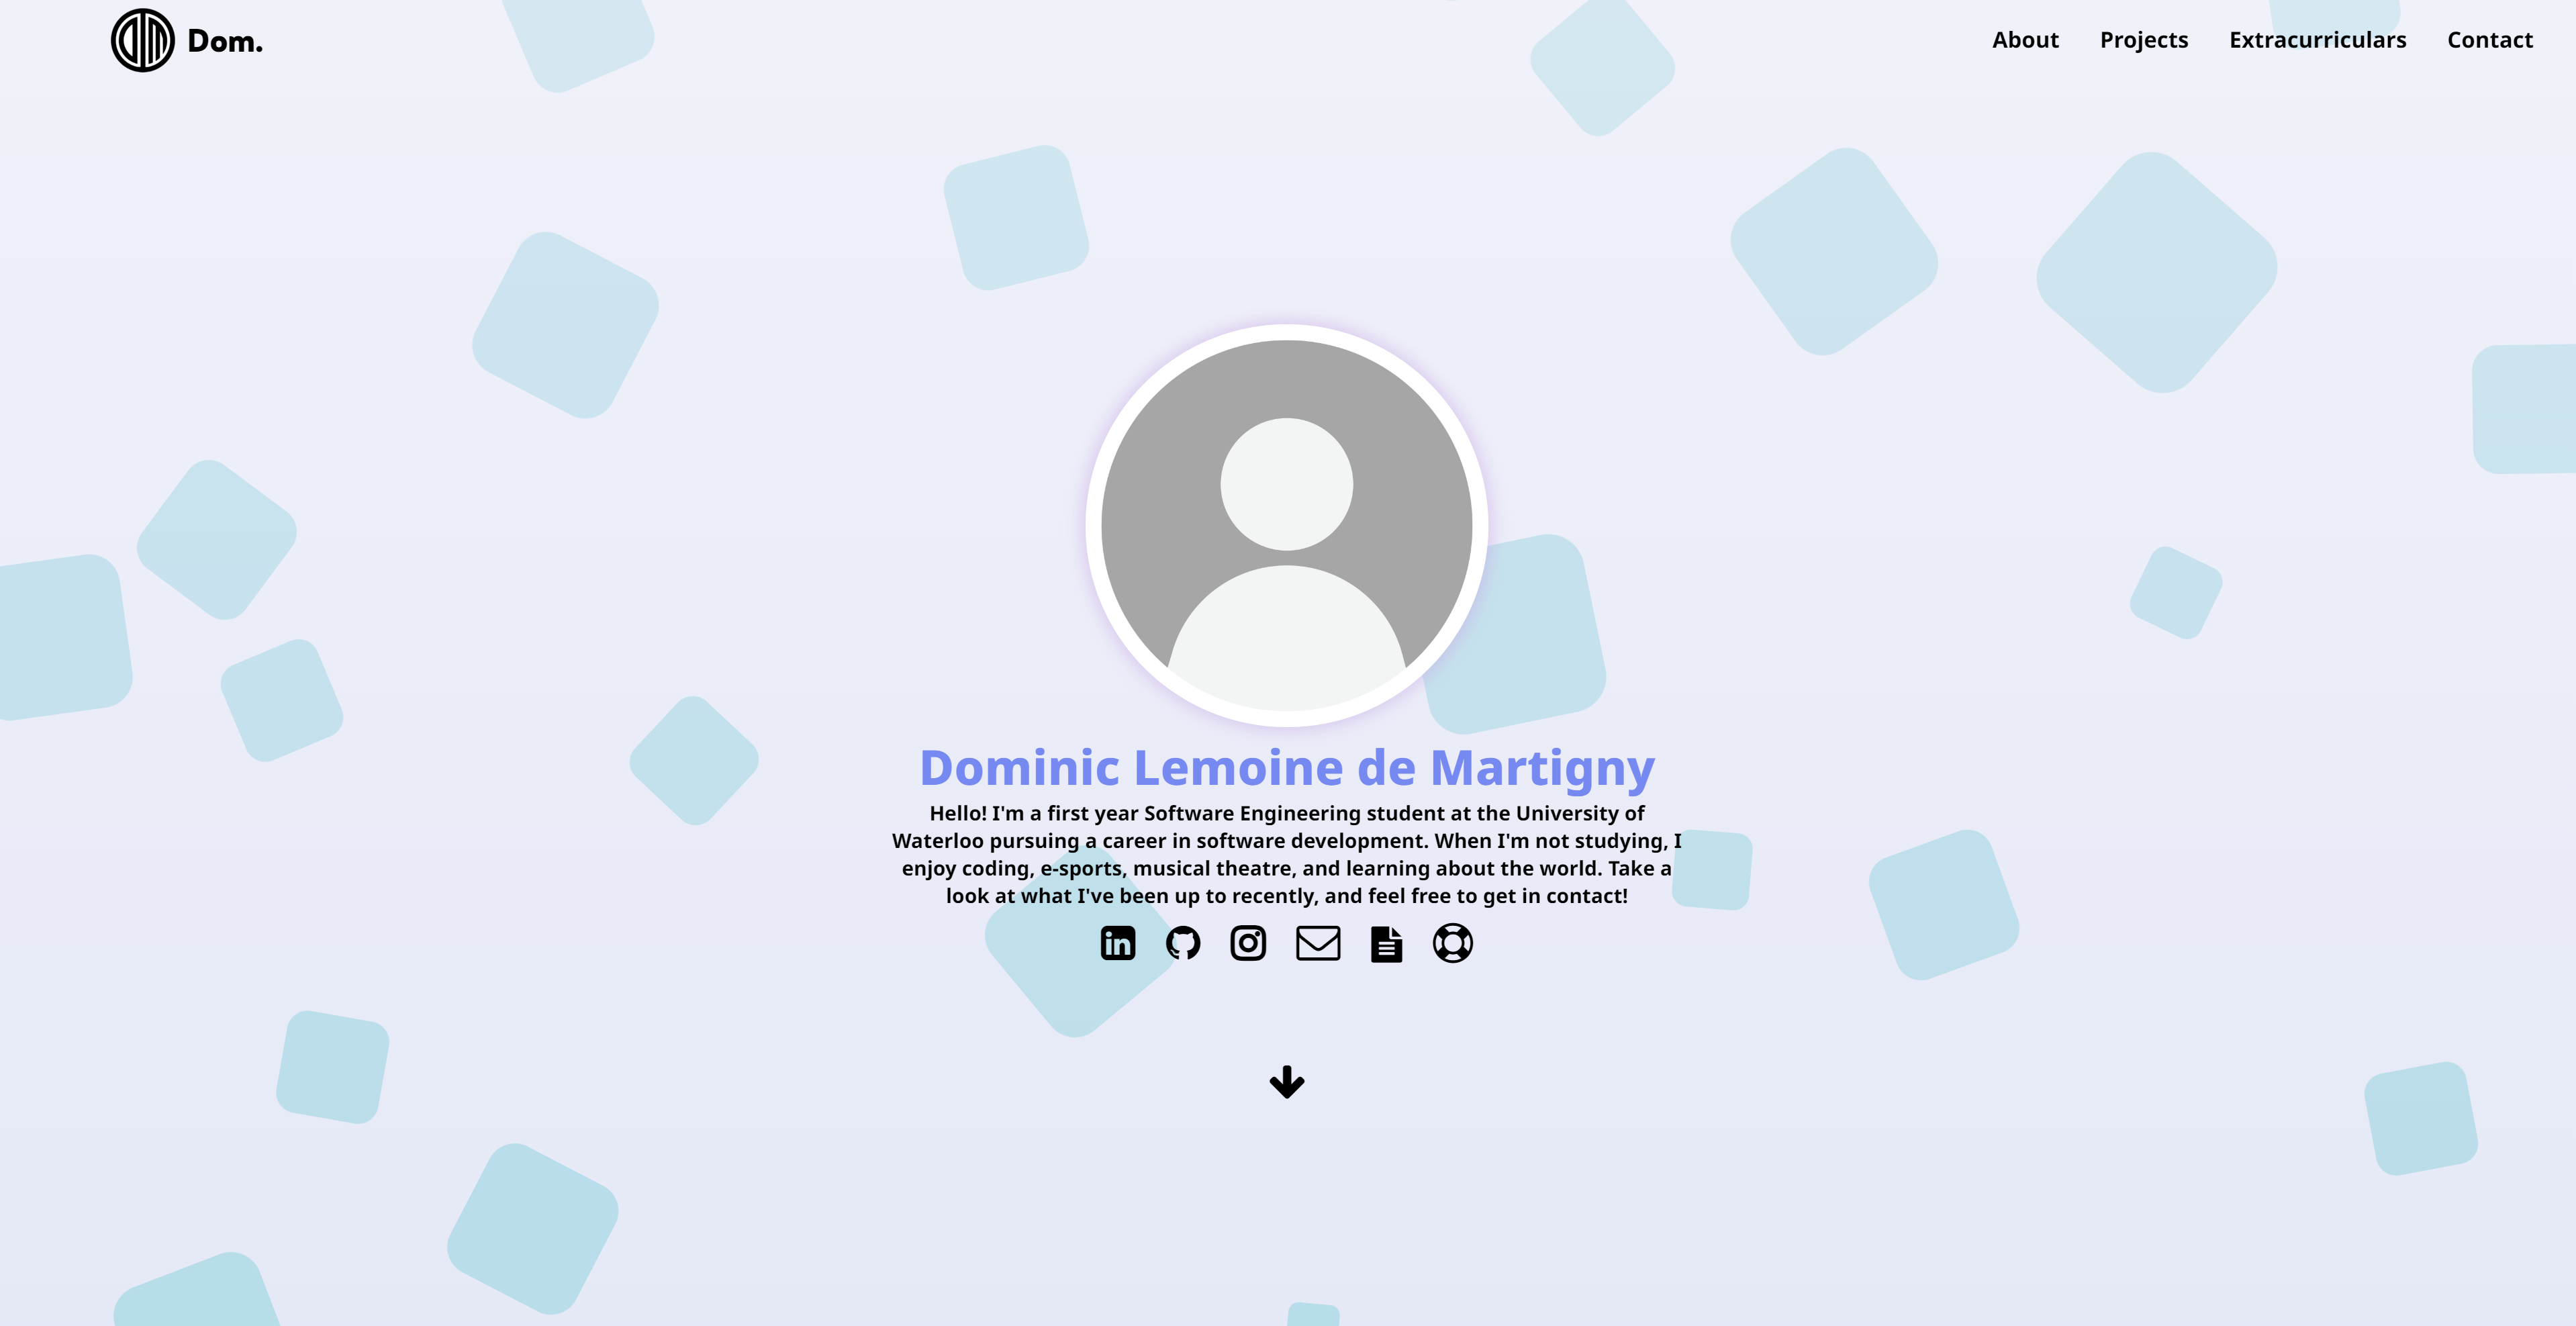 Dom.
About Projects Extracurriculars Contact
Dominic Lemoine de Martigny
Hello! I'm a first year Software Engineering student at the University of
Waterloo pursuing a career in software development. When I'm not studying, I
enjoy coding, e-sports, musical theatre, and learning about the world. Take a
look at what I've been up to recently, and feel free to get in contact!
in